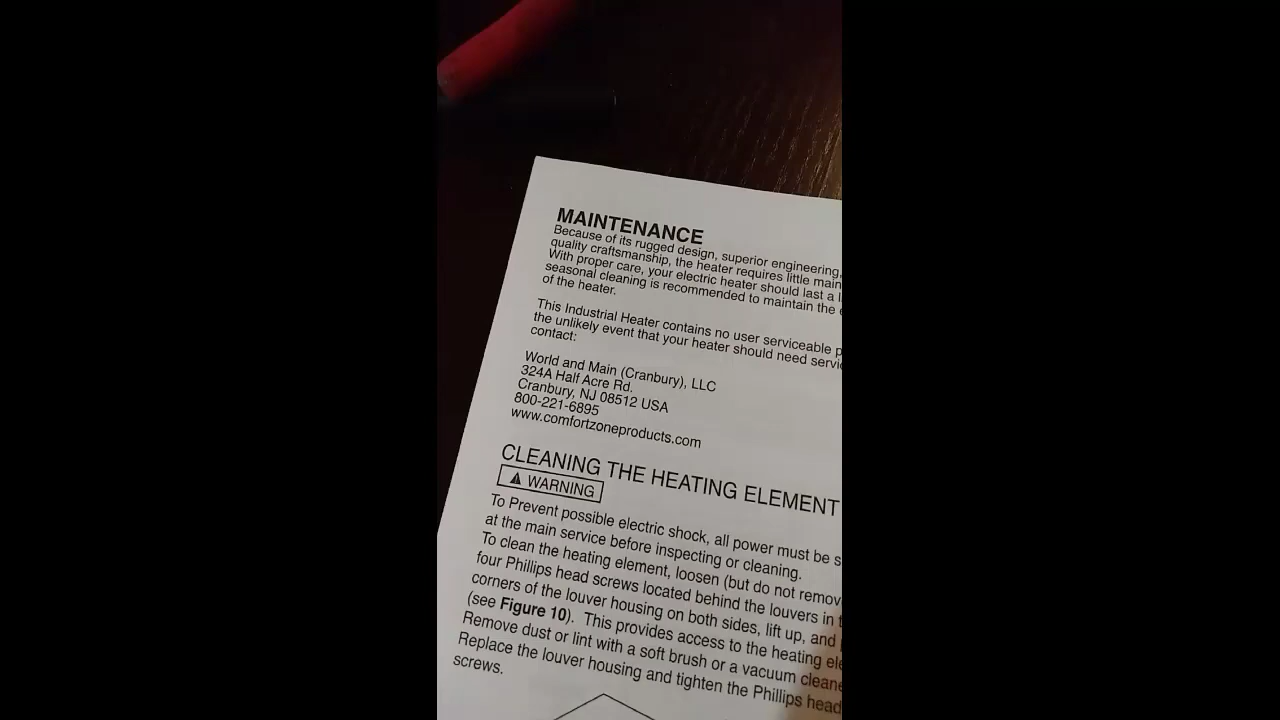 MAINTENANCE
Because of its rugged design, superior engineering,
quality craftsmanship, the heater requires little
With proper care, your electric heater should last a
seasonal cleaning is recommended to maintain the
of the heater.
This Industrial Heater contains no user serviceable
the unlikely event that your heater should need
contact:
World and Main (Cranbury), LLC
324A Half Acre Rd.
Cranbury, NJ 08512 USA
800-221-6895
www.comfortzoneproducts.com
CLEANING THE HEATING ELEMENT
⚠ WARNING
To Prevent possible electric shock, all power must be
at the main service before inspecting or cleaning.
To clean the heating element, loosen (but do not
four Phillips head screws located behind the louvers in
corners of the louver housing on both sides, lift up, and
(see Figure 10). This provides access to the heating
Remove dust or lint with a soft brush or a vacuum
Replace the louver housing and tighten the Phillips head
screws.